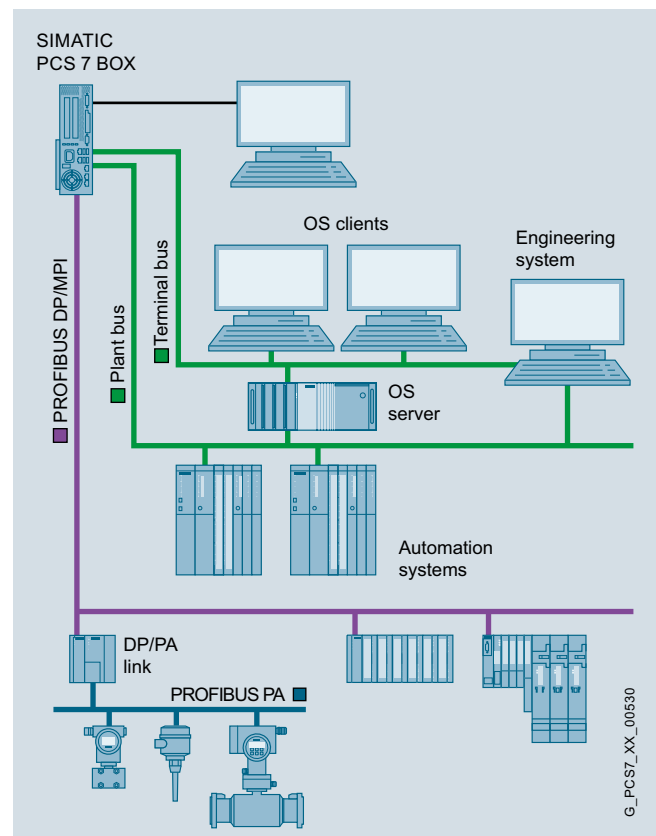 SIMATIC
PCS 7 BOX
OS clients
Engineering
system
Terminal bus
Plant bus
PROFIBUS DP/MPI
OS
server
Automation
systems
DP/PA
link
PROFIBUS PA
G_PCS7_XX_00530